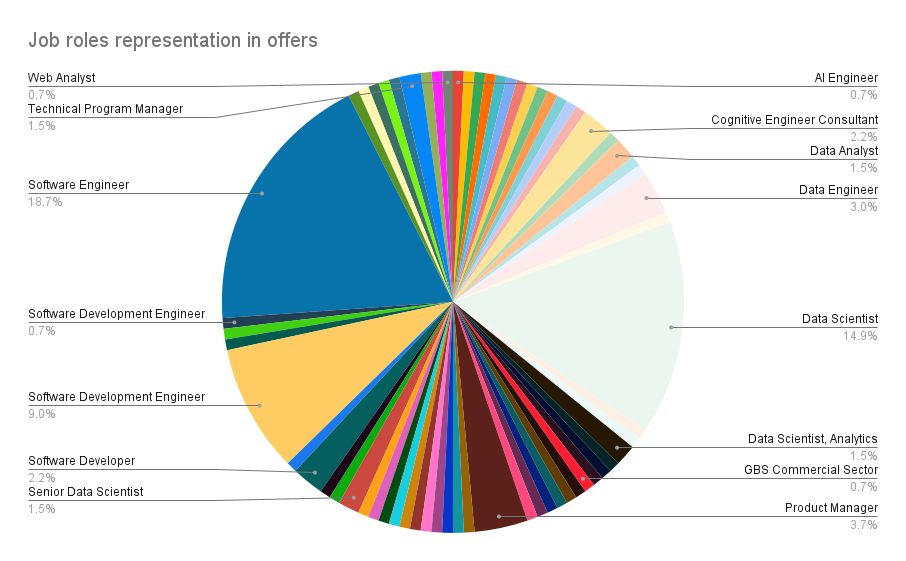 Job roles representation in offers
Web Analyst
0.7%
Technical Program Manager
1.5%
Software Engineer
18.7%
Software Development Engineer
0.7%
Software Development Engineer
9.0%
Software Developer
2.2%
Senior Data Scientist
1.5%
AI Engineer
0.7%
Cognitive Engineer Consultant
2.2%
Data Analyst
1.5%
Data Engineer
3.0%
Data Scientist
14.9%
Data Scientist, Analytics
1.5%
GBS Commercial Sector
0.7%
Product Manager
3.7%